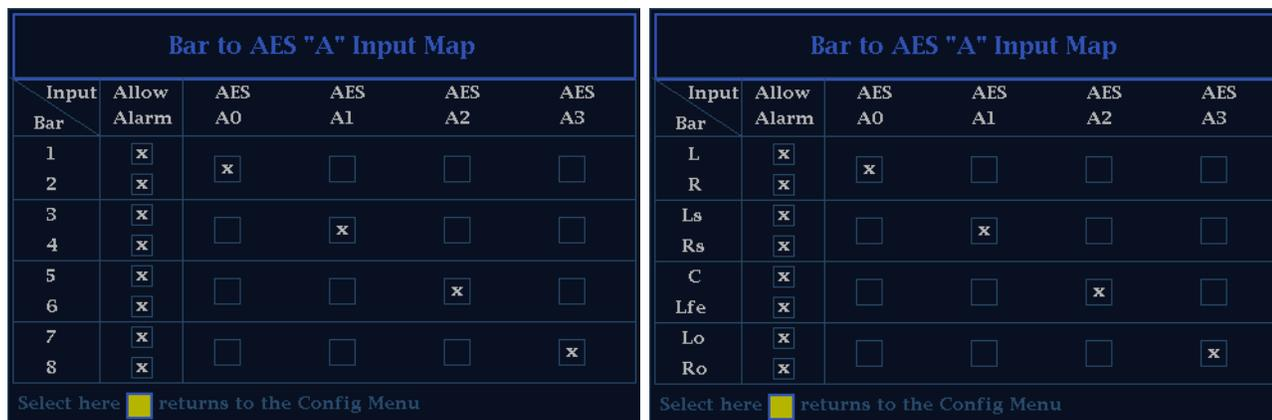 Bar to AES "A" Input Map
Input Allow AES AES AES AES
Bar Alarm A0 A1 A2 A3
1 x
x
2 x
3 x
x
4 x
5 x
x
6 x
7 x
x
8 x
Select here returns to the Config Menu
Bar to AES "A" Input Map
Input Allow AES AES AES AES
Bar Alarm A0 A1 A2 A3
L x
x
R x
Ls x
x
Rs x
C x
x
Lfe x
Lo x
x
Ro x
Select here returns to the Config Menu